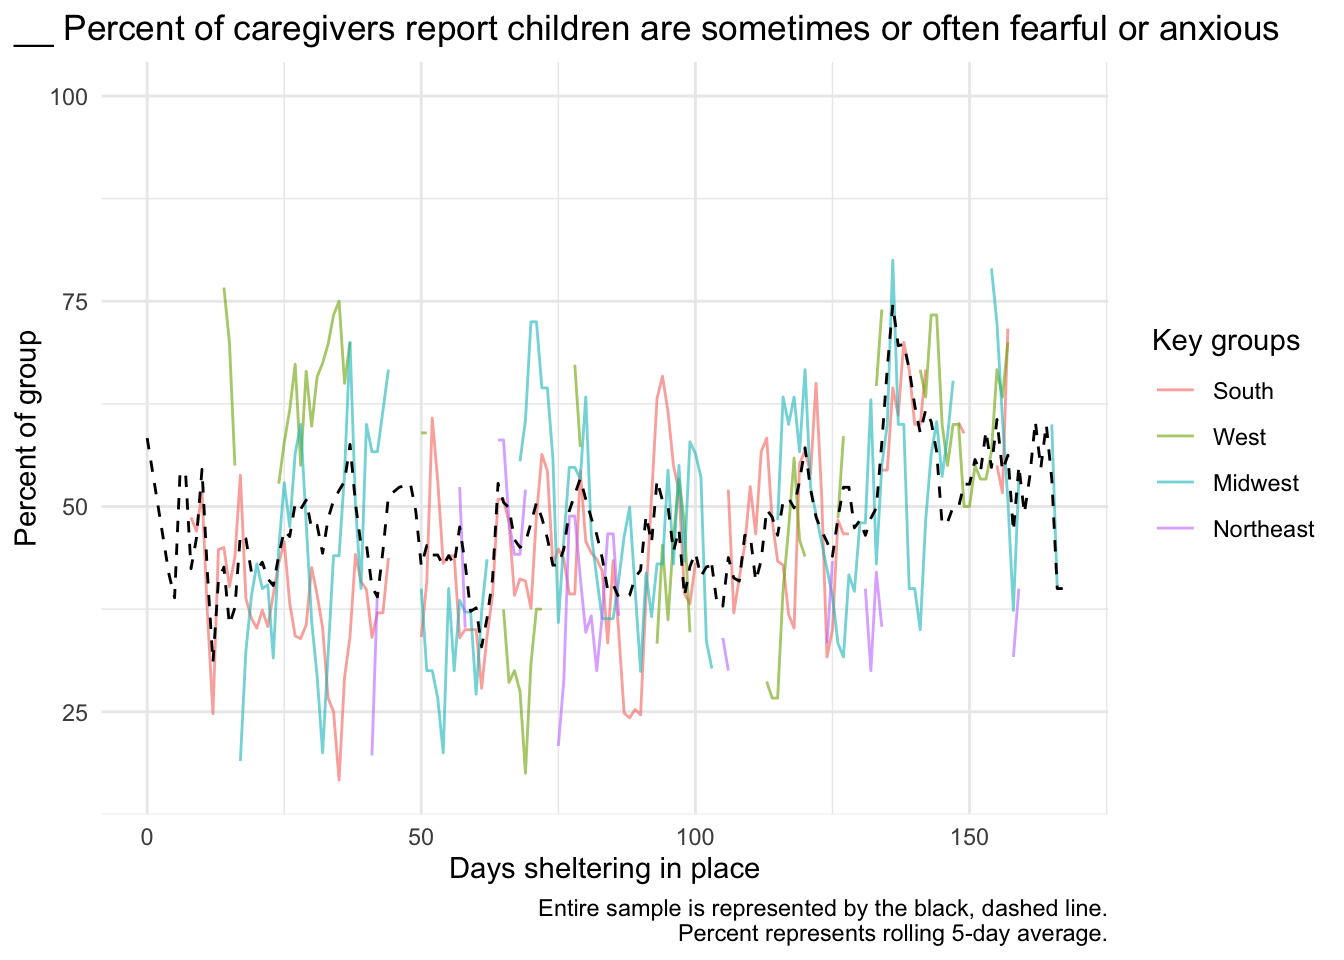 __ Percent of caregivers report children are sometimes or often fearful or anxious
100
75
50
25
Percent of group
0
50
100
150
Days sheltering in place
Key groups
South
West
Midwest
Northeast
Entire sample is represented by the black, dashed line.
Percent represents rolling 5-day average.